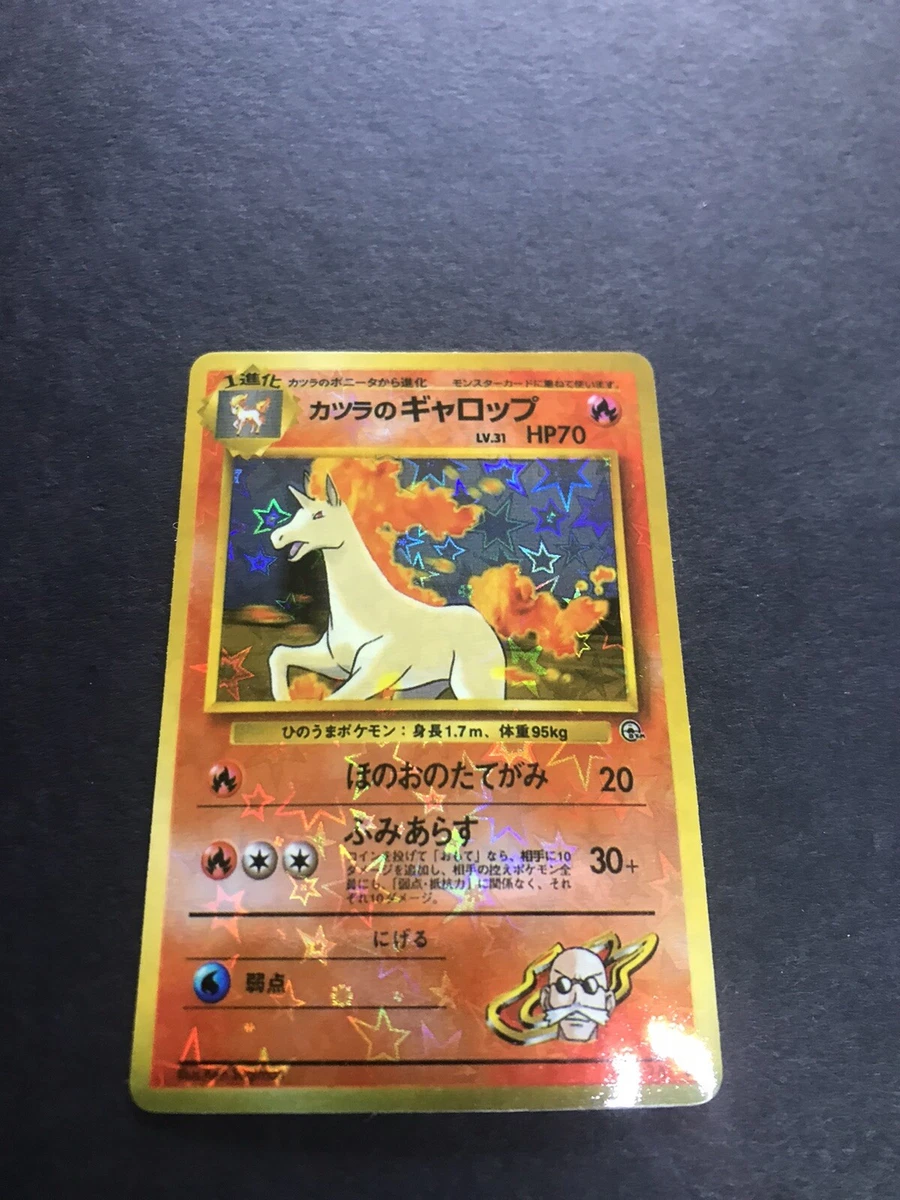 1進化 カツラのポニータから進化 モンスターカードに重ねて使います。
カツラのギャロップ
LV.31 HP70
ひのうまポケモン：身長1.7m、体重95kg
ほのおのたてがみ 20
ふみあらす
コインを投げて「おもて」なら、相手に10
ダメージを追加し、相手の控えポケモン全
員にも、「弱点・抵抗力」に関係なく、それ
ぞれ10ダメージ。
30+
にげる
弱点